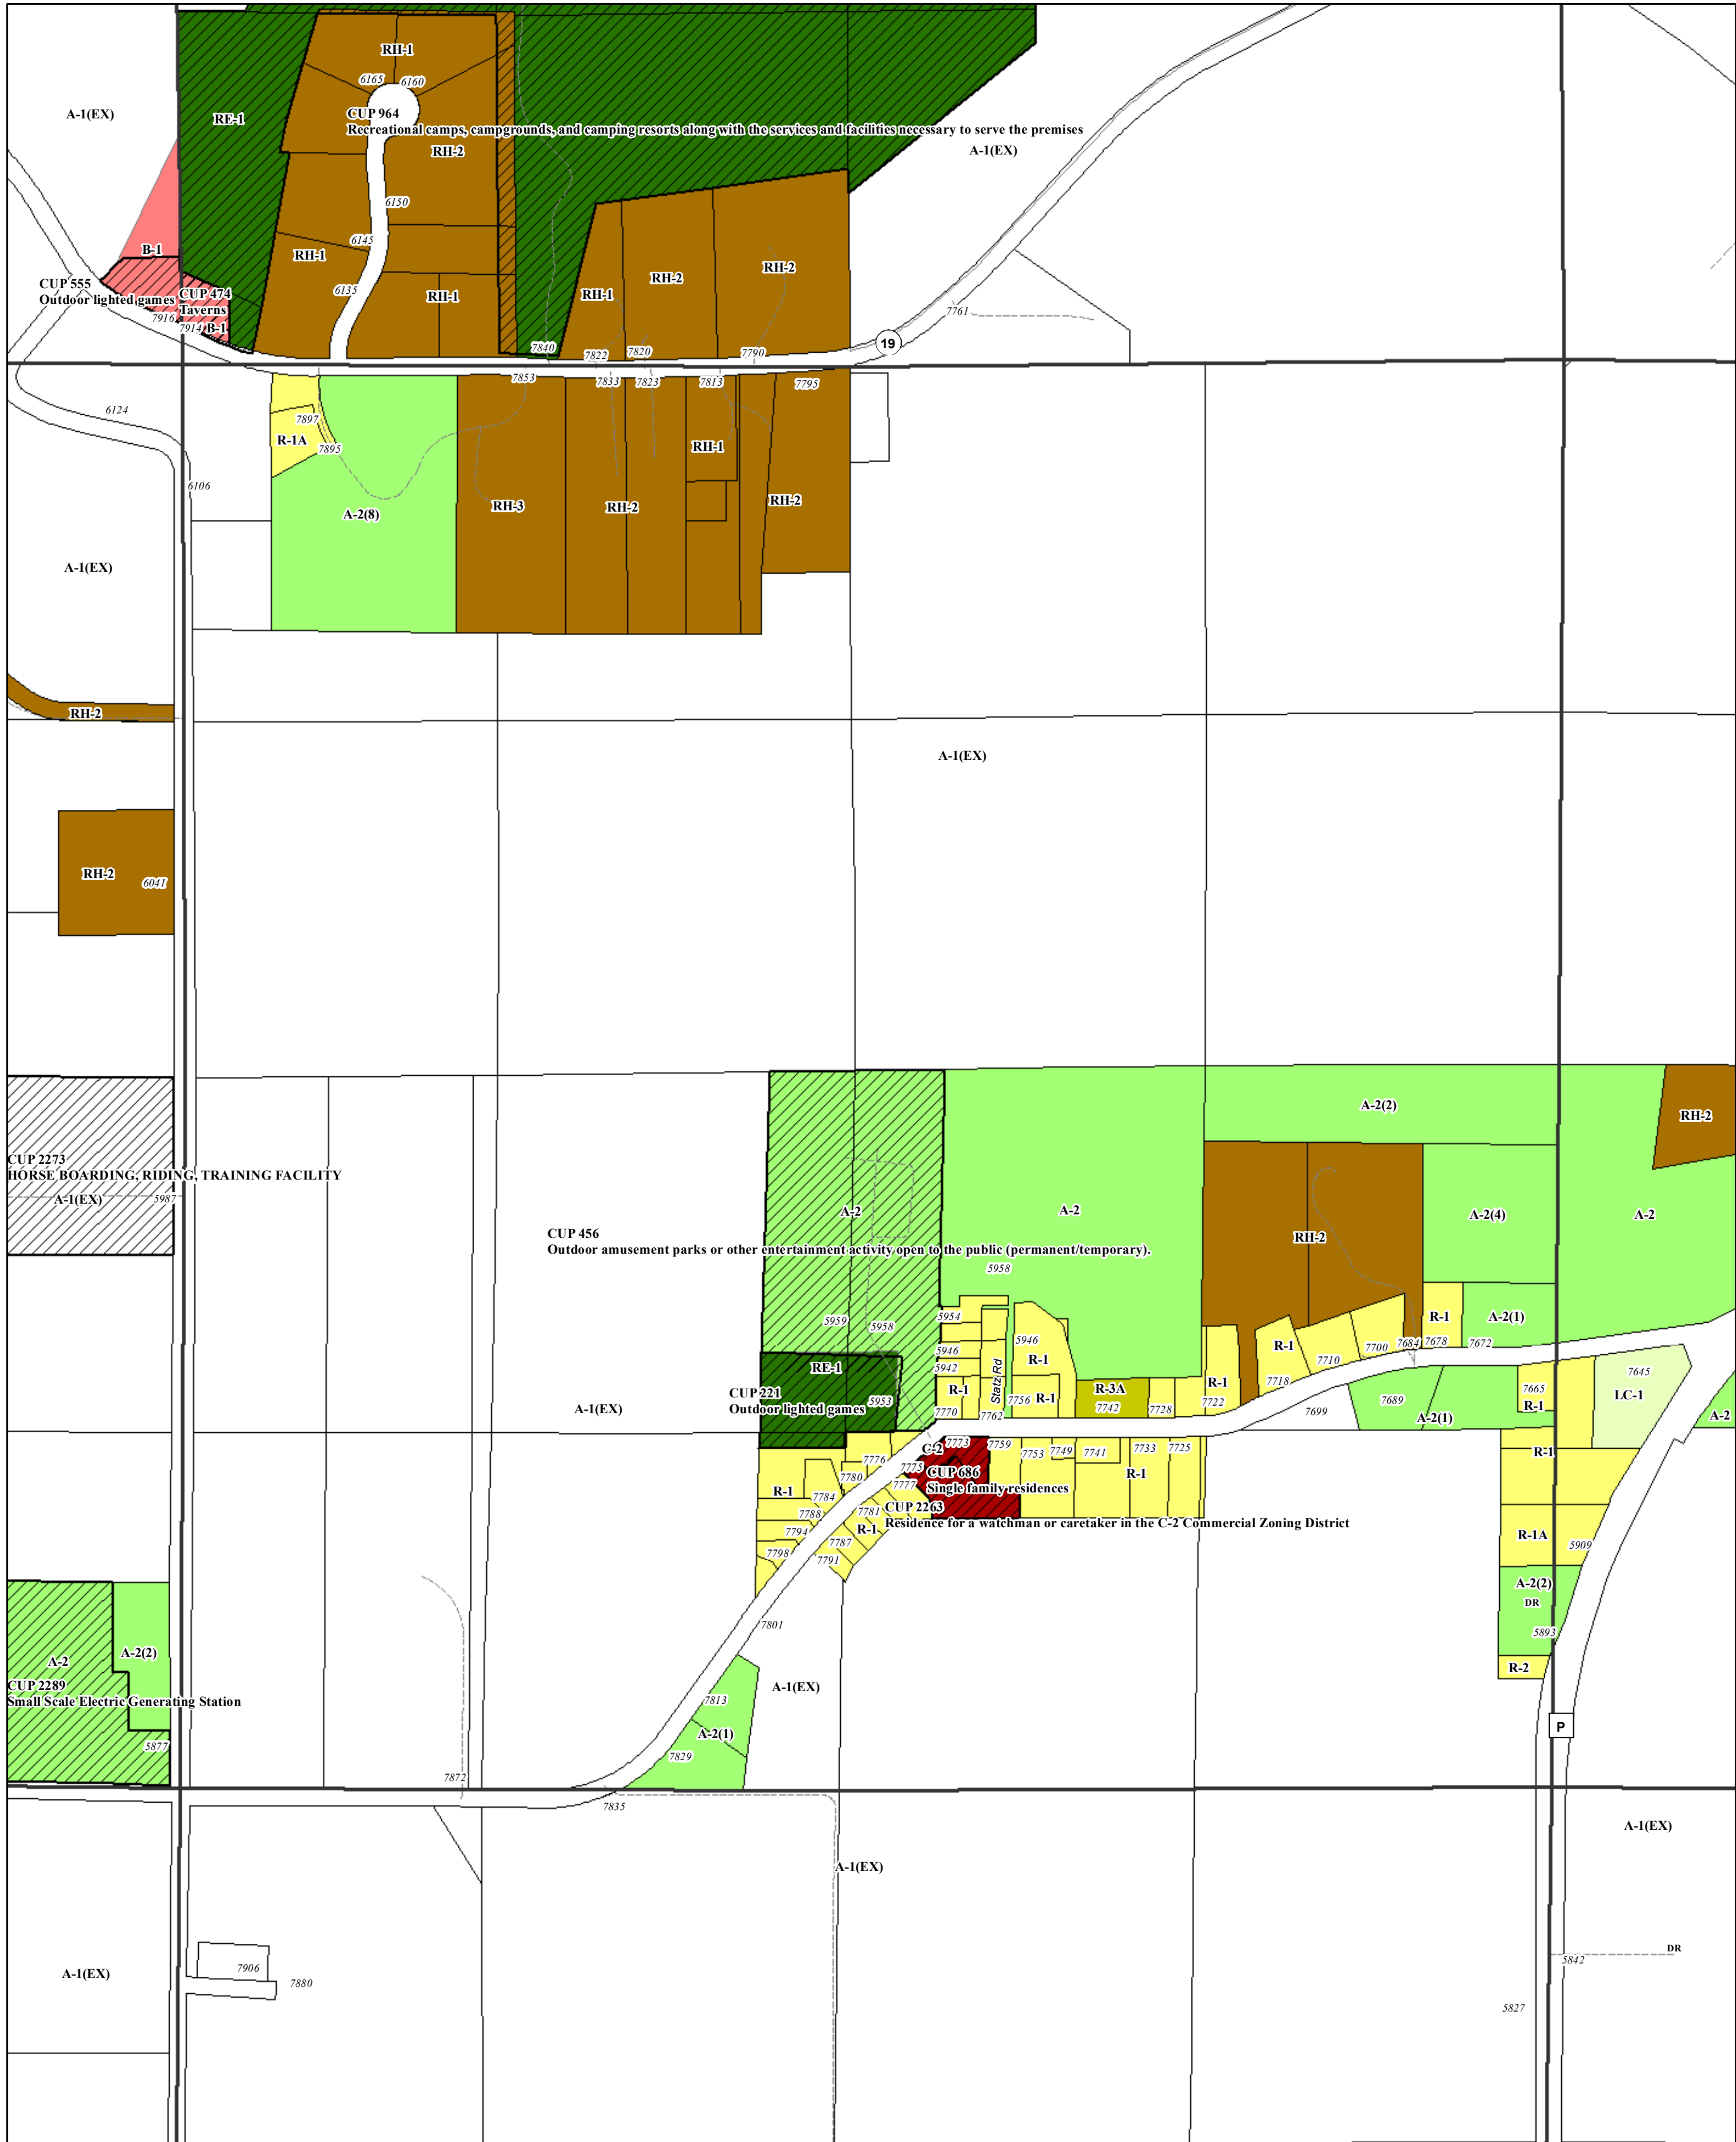 RH-1
6165
6160
A-1(EX)
RE-1
CUP 964
Recreational camps, campgrounds, and camping resorts along with the services and facilities necessary to serve the premises
RH-2
A-1(EX)
6150
6145
B-1
RH-1
RH-2
RH-2
CUP 555
Outdoor lighted games
CUP 474
Taverns
6135
RH-1
RH-1
7916
7914
B-1
7761
19
7840
7822
7820
7790
7853
7833
7823
7813
7795
6124
7897
R-1A
7895
RH-1
6106
A-2(8)
RH-3
RH-2
RH-2
A-1(EX)
RH-2
A-1(EX)
RH-2
6041
A-2(2)
RH-2
CUP 2273
HORSE BOARDING, RIDING, TRAINING FACILITY
A-1(EX)
5987
A-2
A-2
A-2(4)
A-2
CUP 456
Outdoor amusement parks or other entertainment activity open to the public (permanent/temporary).
RH-2
5958
5959
5958
5954
5946
5946
5942
R-1
R-1
A-2(1)
R-1
7684
7678
7672
7700
7710
RE-1
R-1
Statz Rd
R-1
R-3A
R-1
7718
7645
CUP 221
Outdoor lighted games
5953
7756
7742
7728
7722
7689
7665
R-1
LC-1
A-1(EX)
7770
7762
7699
A-2(1)
A-2
C-2
7773
7759
7753
7749
7741
7733
7725
R-1
7776
7775
CUP 686
Single family residences
R-1
7780
7777
R-1
7784
CUP 2263
Residence for a watchman or caretaker in the C-2 Commercial Zoning District
7788
7781
R-1
7794
7787
7798
7791
R-1A
5909
A-2(2)
DR
7801
5893
A-2
A-2(2)
R-2
CUP 2289
Small Scale Electric Generating Station
A-1(EX)
7813
A-2(1)
5877
7829
P
7872
7835
A-1(EX)
A-1(EX)
DR
5842
A-1(EX)
7906
7880
5827